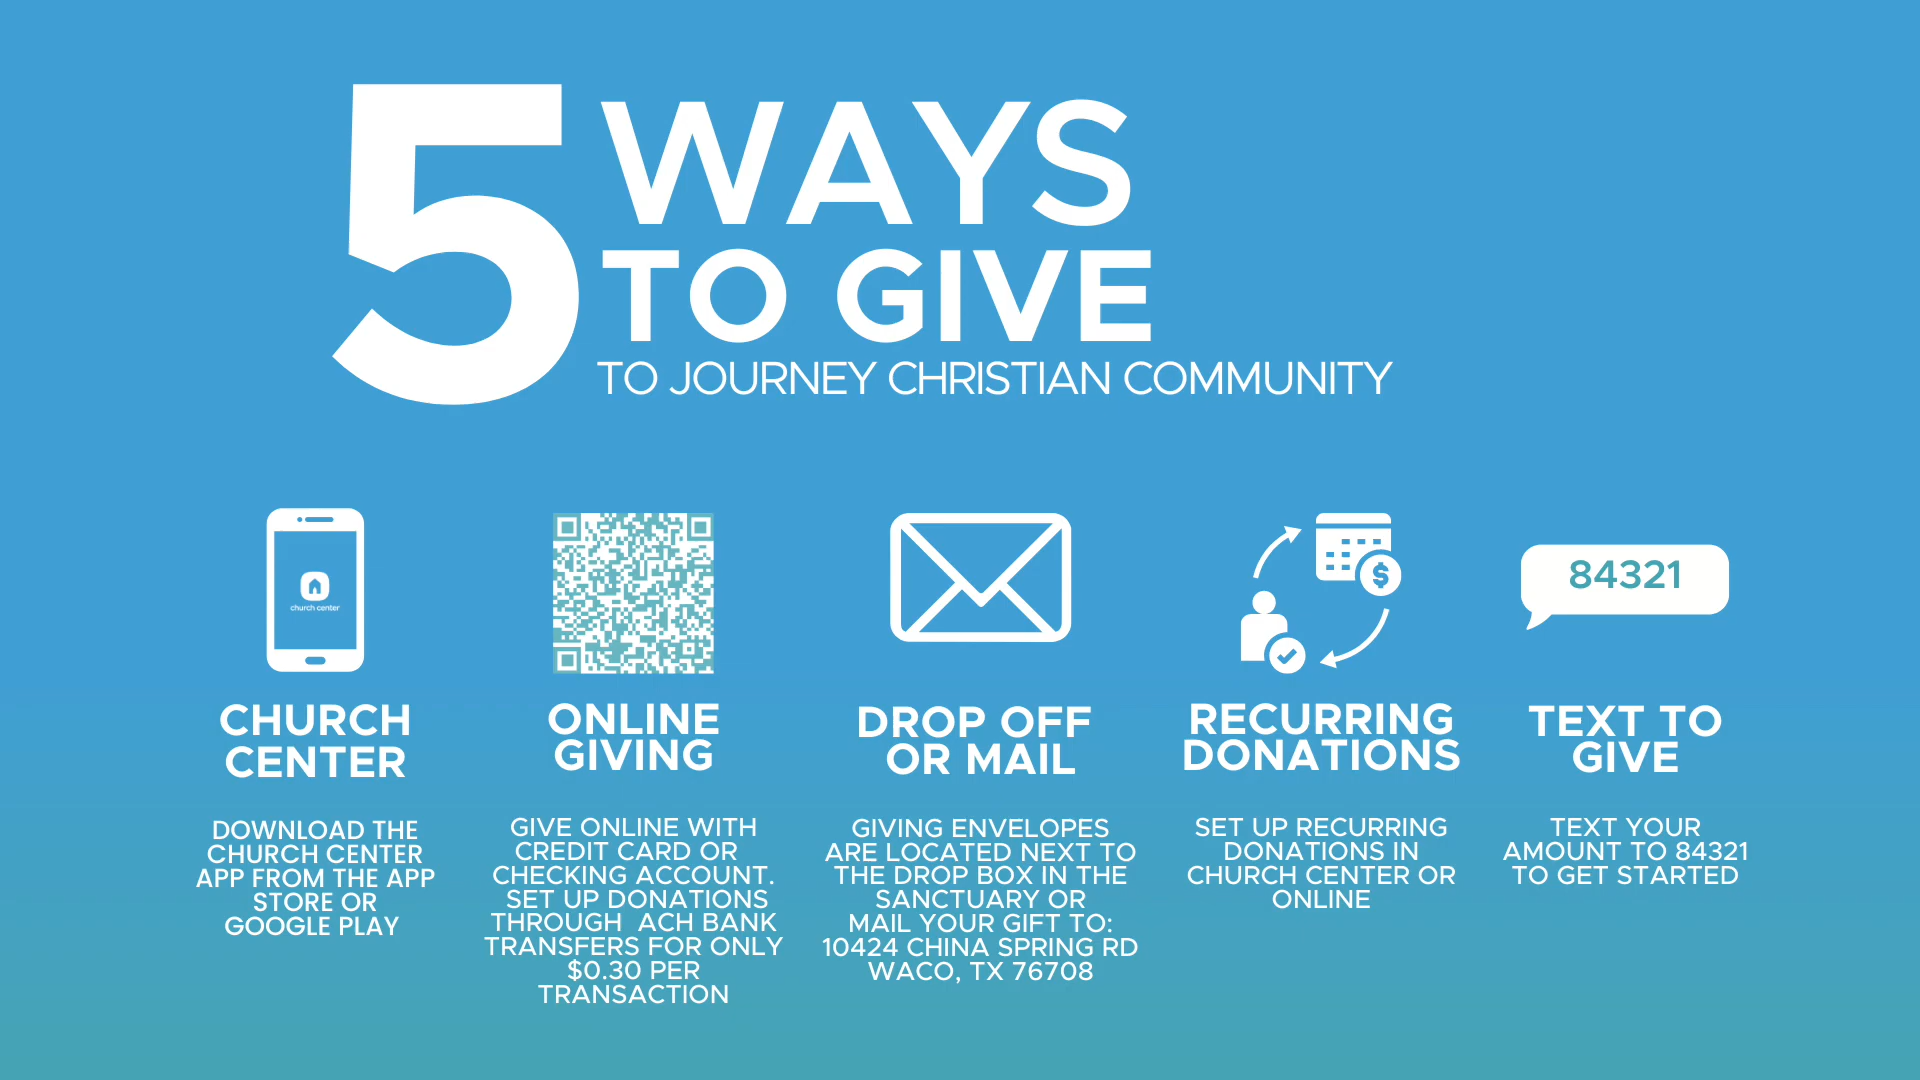 5 WAYS
TO GIVE
TO JOURNEY CHRISTIAN COMMUNITY
church center
CHURCH
CENTER
DOWNLOAD THE
CHURCH CENTER
APP FROM THE APP
STORE OR
GOOGLE PLAY
ONLINE
GIVING
GIVE ONLINE WITH
CREDIT CARD OR
CHECKING ACCOUNT.
SET UP DONATIONS
THROUGH ACH BANK
TRANSFERS FOR ONLY
$0.30 PER
TRANSACTION
DROP OFF
OR MAIL
GIVING ENVELOPES
ARE LOCATED NEXT TO
THE DROP BOX IN THE
SANCTUARY OR
MAIL YOUR GIFT TO:
10424 CHINA SPRING RD
WACO, TX 76708
$
RECURRING
DONATIONS
SET UP RECURRING
DONATIONS IN
CHURCH CENTER OR
ONLINE
84321
TEXT TO
GIVE
TEXT YOUR
AMOUNT TO 84321
TO GET STARTED